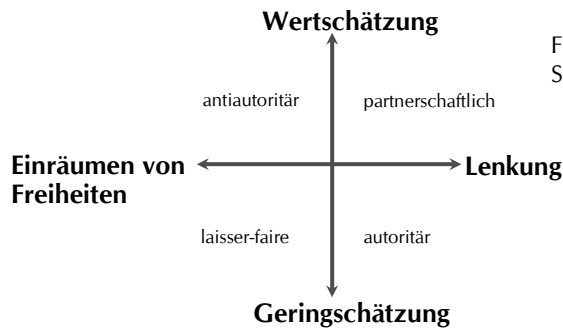 Wertschätzung
F
S
antiautoritär
partnerschaftlich
Einräumen von
Freiheiten
Lenkung
laisser-faire
autoritär
Geringschätzung